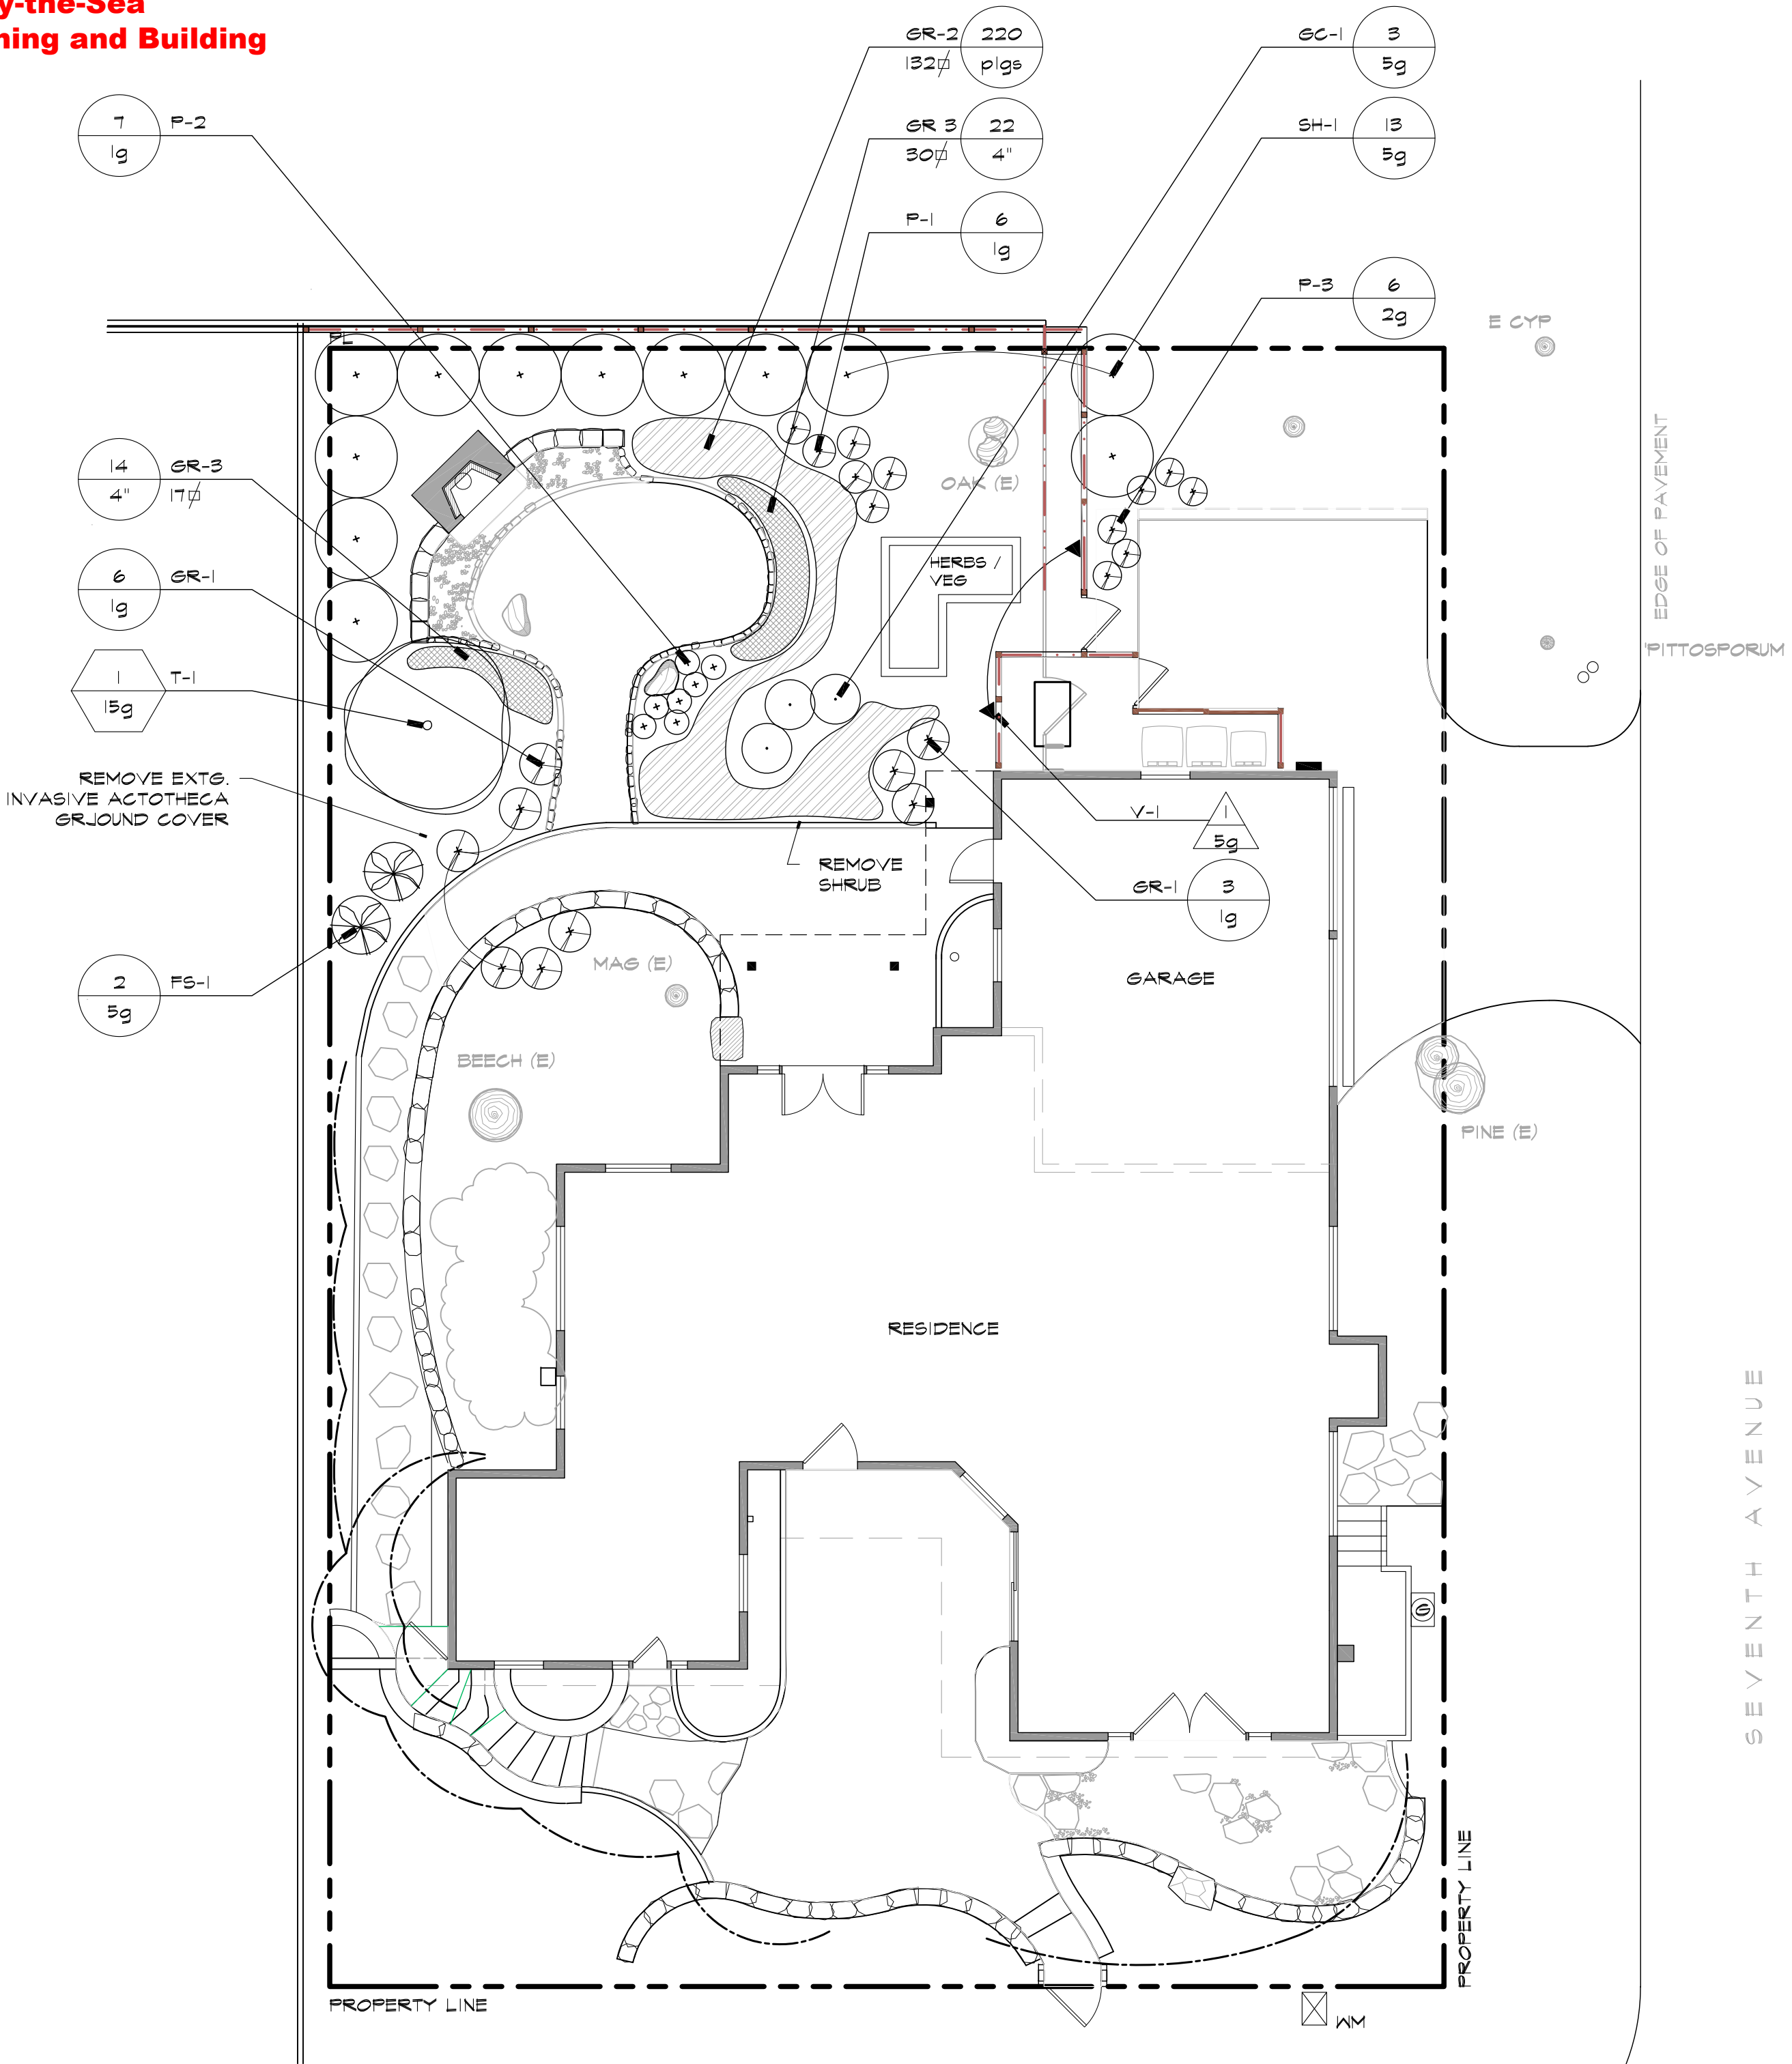 y-the-Sea
ning and Building
GR-2 220
132 plgs
GC-1 3
5g
7 P-2
1g
GR 3 22
30 4"
SH-1 13
5g
P-1 6
1g
P-3 6
2g
E CYP
PL
14 GR-3
4" 17
OAK (E)
EDGE OF PAVEMENT
HERBS /
VEG
6 GR-1
1g
'PITTOSPORUM
1 T-1
15g
REMOVE EXTG.
INVASIVE ACTOTHECA
GRJOUND COVER
V-1 1
5g
REMOVE
SHRUB
GR-1 3
1g
2 FS-1
5g
MAG (E)
GARAGE
BEECH (E)
PINE (E)
RESIDENCE
SEVENTH AVENUE
G
PROPERTY LINE
PROPERTY LINE
WM